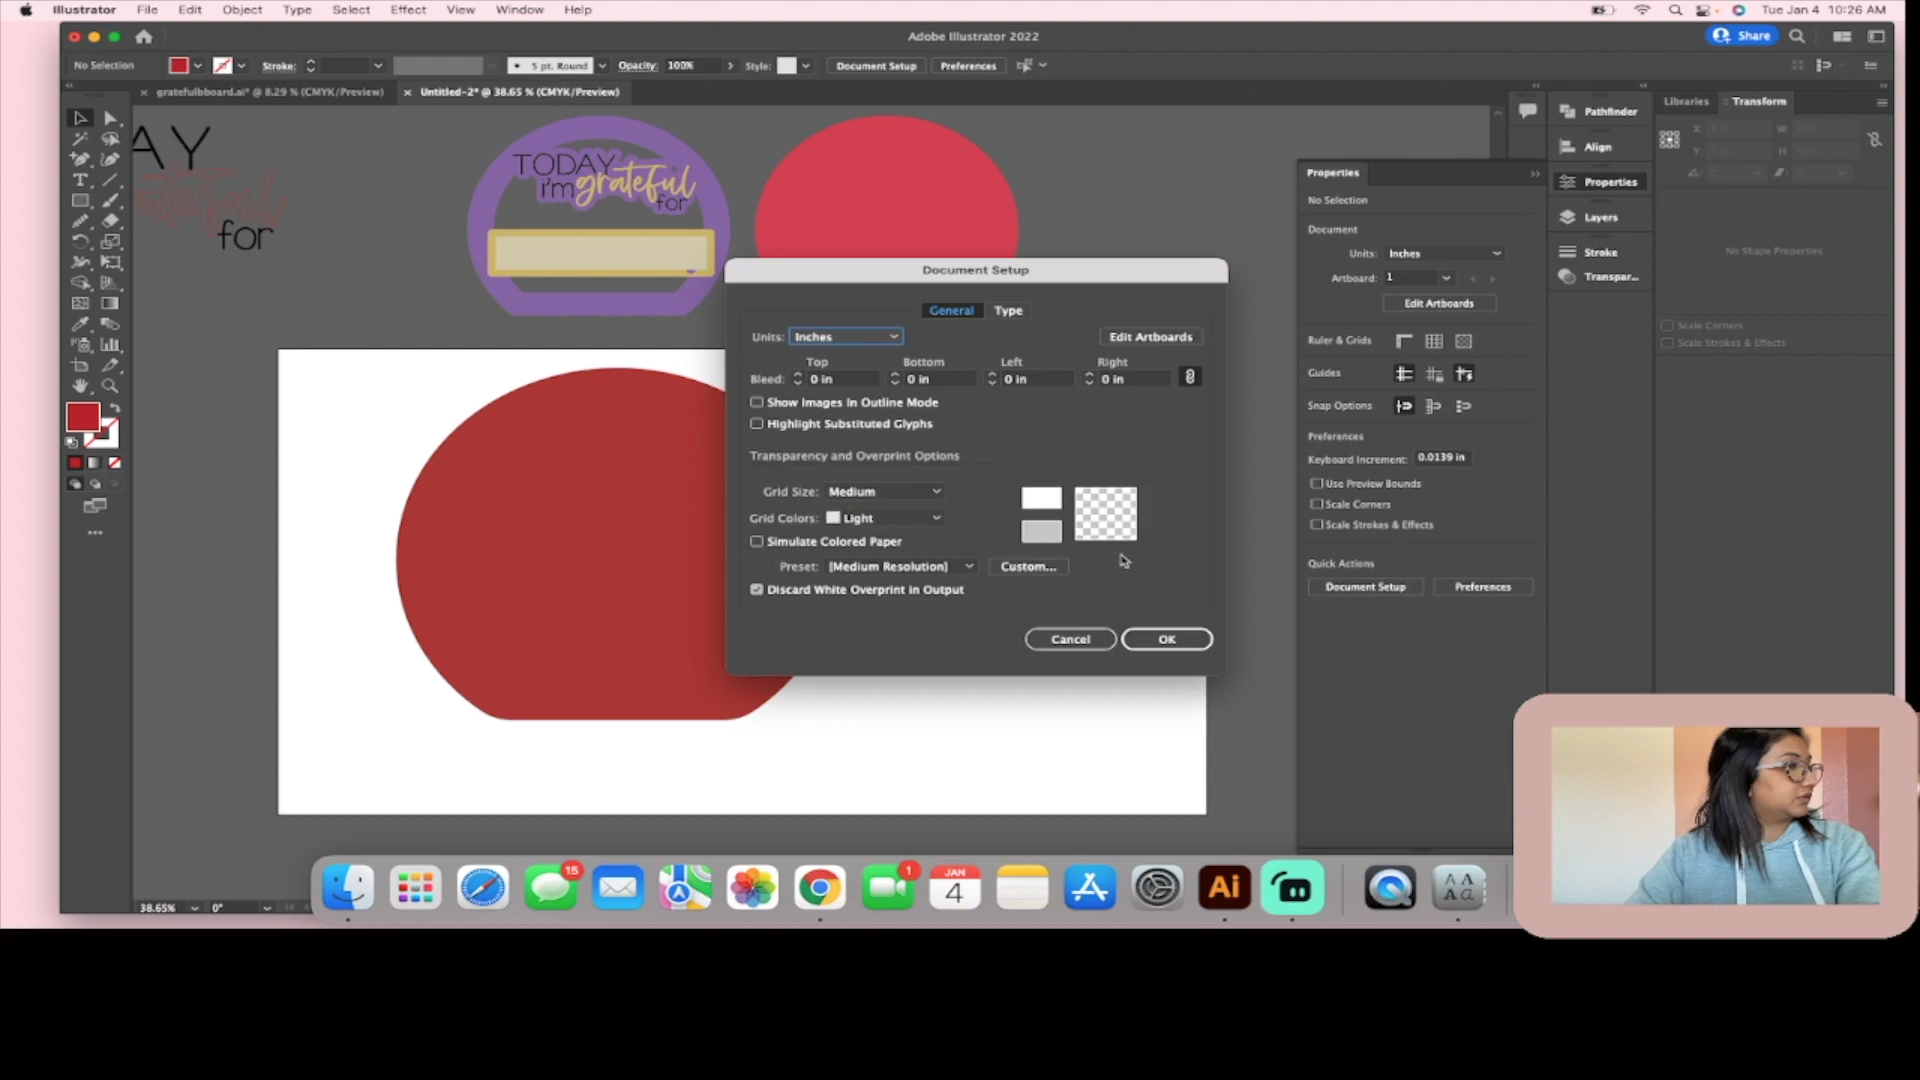 Illustrator File Edit Object Type Select Effect View Window Help
Tue Jan 4 10:26 AM
Adobe Illustrator 2022
Share
No Selection
Stroke:
5 pt. Round
Opacity: 100%
Style:
Document Setup
Preferences
gratefulbboard.ai* @ 8.29 % (CMYK/Preview)
Untitled-2* @ 38.65 % (CMYK/Preview)
AY
for
TODAY
i'm grateful
for
Document Setup
General Type
Units: Inches
Edit Artboards
Top Bottom Left Right
Bleed: 0 in 0 in 0 in 0 in
Show Images In Outline Mode
Highlight Substituted Glyphs
Transparency and Overprint Options
Grid Size: Medium
Grid Colors: Light
Simulate Colored Paper
Preset: [Medium Resolution] Custom...
Discard White Overprint in Output
Cancel OK
Properties
No Selection
Document
Units: Inches
Artboard: 1
Edit Artboards
Ruler & Grids
Guides
Snap Options
Preferences
Keyboard Increment: 0.0139 in
Use Preview Bounds
Scale Corners
Scale Strokes & Effects
Quick Actions
Document Setup Preferences
Pathfinder
Align
Properties
Layers
Stroke
Transpar...
Libraries Transform
X: W:
Y: H:
No Shape Properties
Scale Corners
Scale Strokes & Effects
38.65% 0°
15
1
JAN
4
Ai
A A
A a